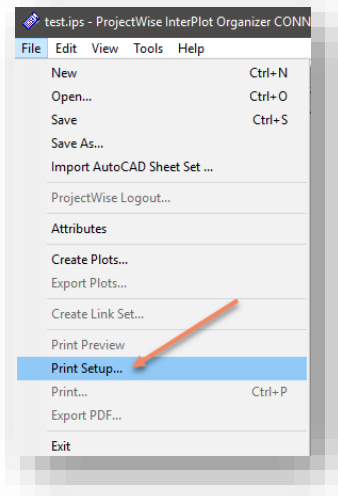 test.ips - ProjectWise InterPlot Organizer CONN
File Edit View Tools Help
New Ctrl+N
Open... Ctrl+O
Save Ctrl+S
Save As...
Import AutoCAD Sheet Set ...
ProjectWise Logout...
Attributes
Create Plots...
Export Plots...
Create Link Set...
Print Preview
Print Setup...
Print... Ctrl+P
Export PDF...
Exit